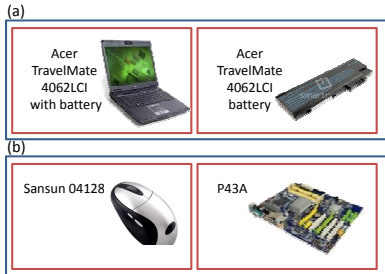 (a)
Acer
TravelMate
4062LCI
with battery
Acer
TravelMate
4062LCI
battery
(b)
Sansun 04128
P43A